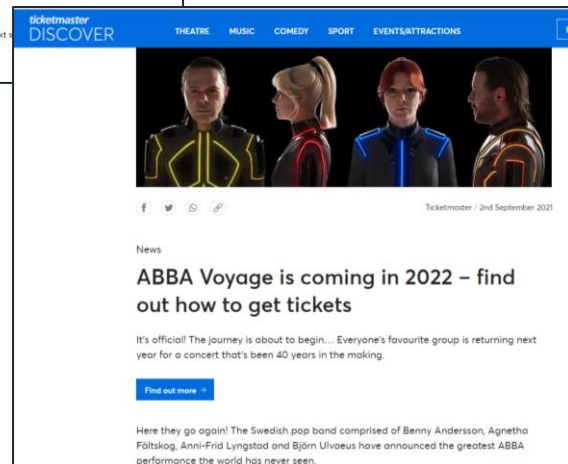 ticketmaster
DISCOVER
THEATRE MUSIC COMEDY SPORT EVENTS/ATTRACTIONS
Ticketmaster / 2nd September 2021
News
ABBA Voyage is coming in 2022 – find
out how to get tickets
It's official! The journey is about to begin... Everyone's favourite group is returning next
year for a concert that's been 40 years in the making.
Find out more →
Here they go again! The Swedish pop band comprised of Benny Andersson, Agnetha
Fältskog, Anni-Frid Lyngstad and Björn Ulvaeus have announced the greatest ABBA
performance the world has never seen.